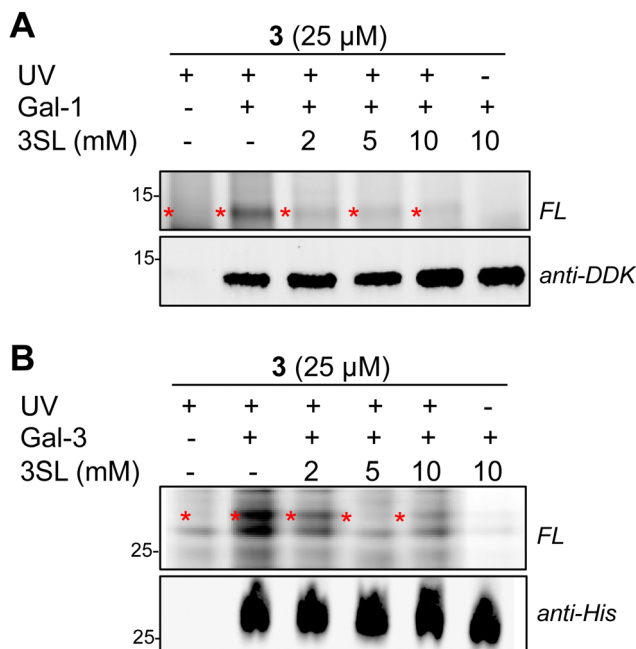 A
3 (25 μM)
UV + + + + + -
Gal-1 - + + + + +
3SL (mM) - - 2 5 10 10
15-
* * * * *
FL
15-
anti-DDK
B
3 (25 μM)
UV + + + + + -
Gal-3 - + + + + +
3SL (mM) - - 2 5 10 10
* * * * *
25-
FL
anti-His
25-